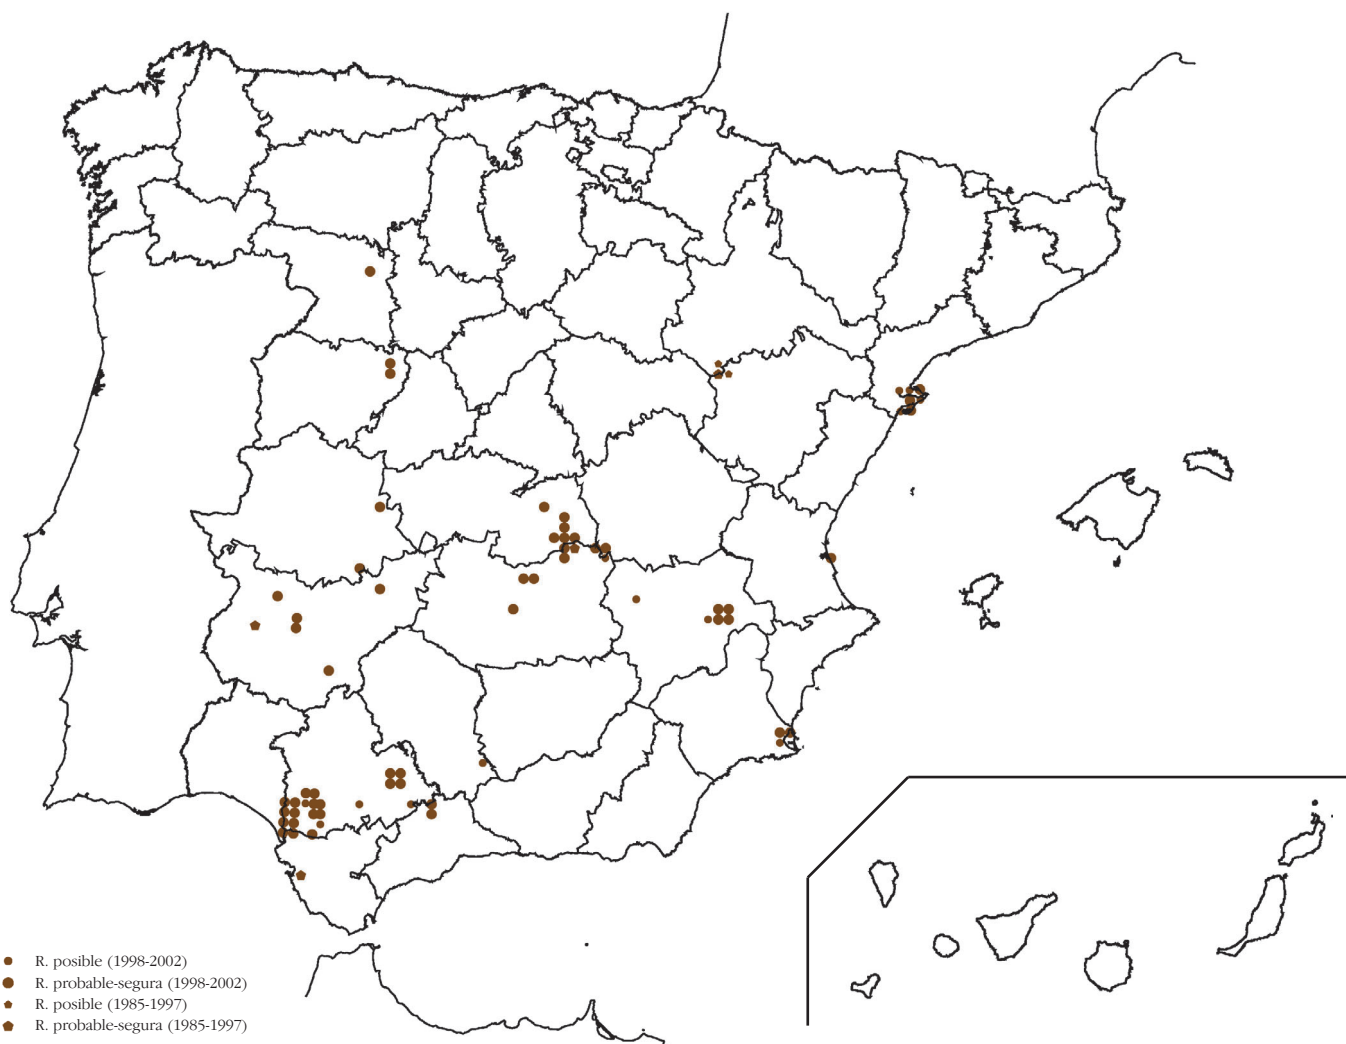 R. posible (1998-2002)
R. probable-segura (1998-2002)
R. posible (1985-1997)
R. probable-segura (1985-1997)